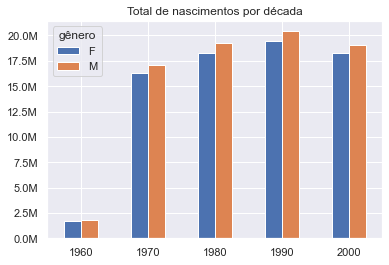 Total de nascimentos por década
gênero
F
M
20.0M
17.5M
15.0M
12.5M
10.0M
7.5M
5.0M
2.5M
0.0M
1960 1970 1980 1990 2000